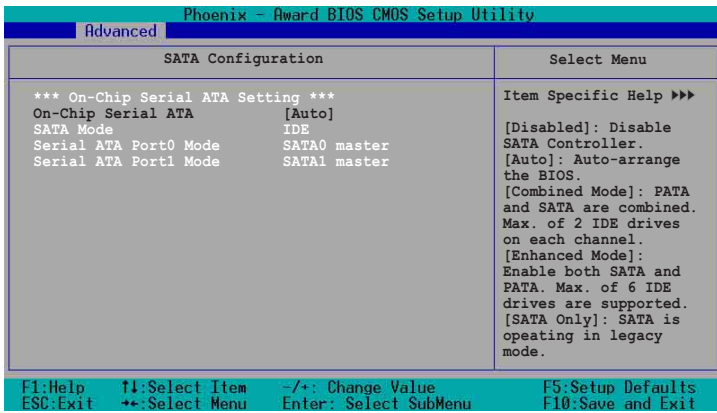 Phoenix - Award BIOS CMOS Setup Utility
Advanced
SATA Configuration
*** On-Chip Serial ATA Setting ***
On-Chip Serial ATA [Auto]
SATA Mode IDE
Serial ATA Port0 Mode SATA0 master
Serial ATA Port1 Mode SATA1 master
Select Menu
Item Specific Help ▶▶▶
[Disabled]: Disable
SATA Controller.
[Auto]: Auto-arrange
the BIOS.
[Combined Mode]: PATA
and SATA are combined.
Max. of 2 IDE drives
on each channel.
[Enhanced Mode]:
Enable both SATA and
PATA. Max. of 6 IDE
drives are supported.
[SATA Only]: SATA is
opeating in legacy
mode.
F1:Help ↑↓:Select Item -/+: Change Value F5:Setup Defaults
ESC:Exit →←:Select Menu Enter: Select SubMenu F10:Save and Exit